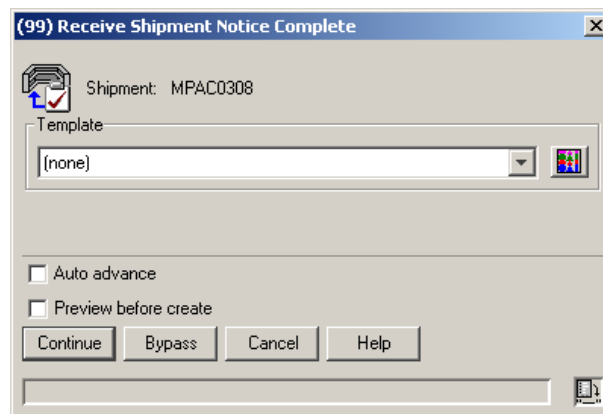 (99) Receive Shipment Notice Complete
Shipment: MPAC0308
Template
(none)
Auto advance
Preview before create
Continue Bypass Cancel Help